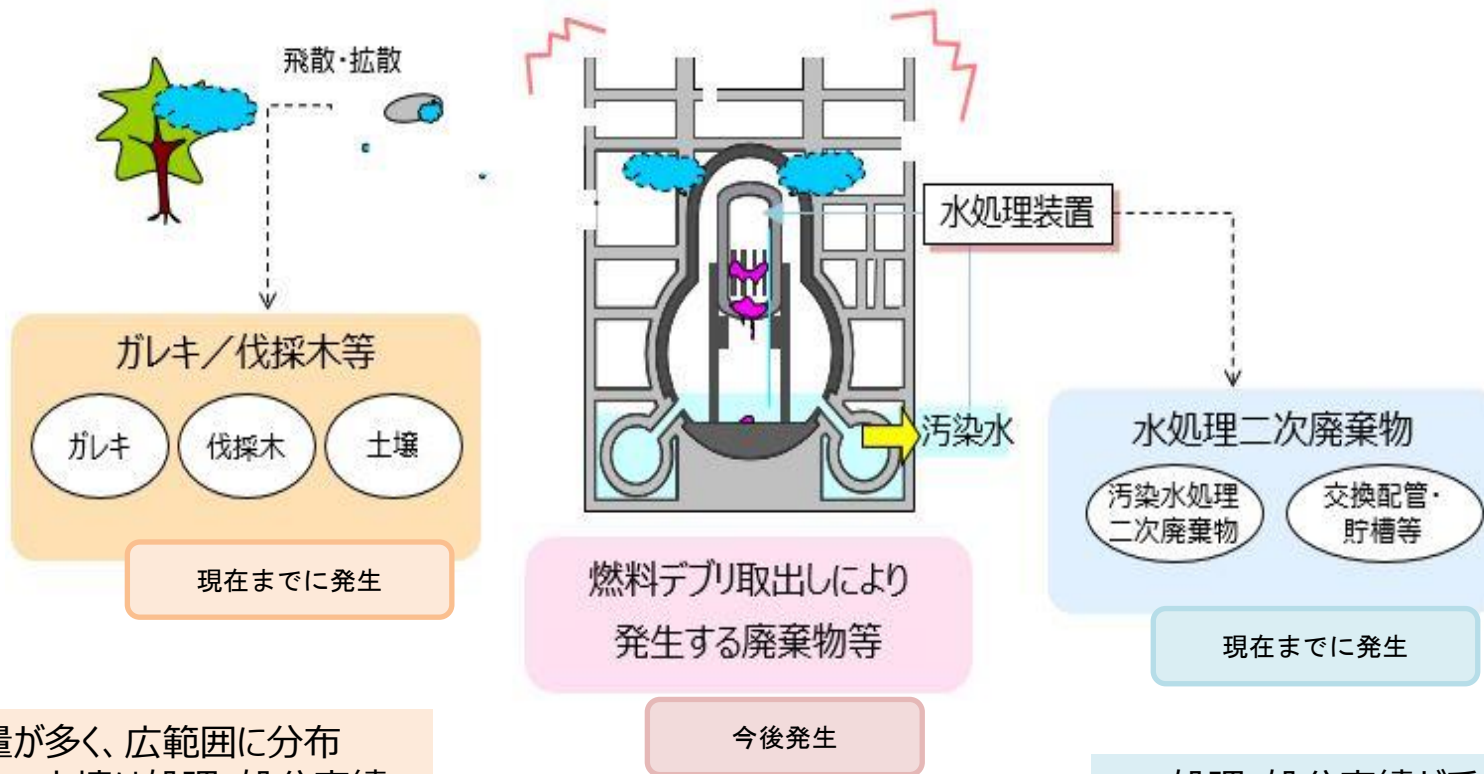 飛散・拡散
水処理装置
ガレキ／伐採木等
ガレキ
伐採木
土壌
現在までに発生
汚染水
燃料デブリ取出しにより
発生する廃棄物等
今後発生
水処理二次廃棄物
汚染水処理
二次廃棄物
交換配管・
貯槽等
現在までに発生
量が多く、広範囲に分布